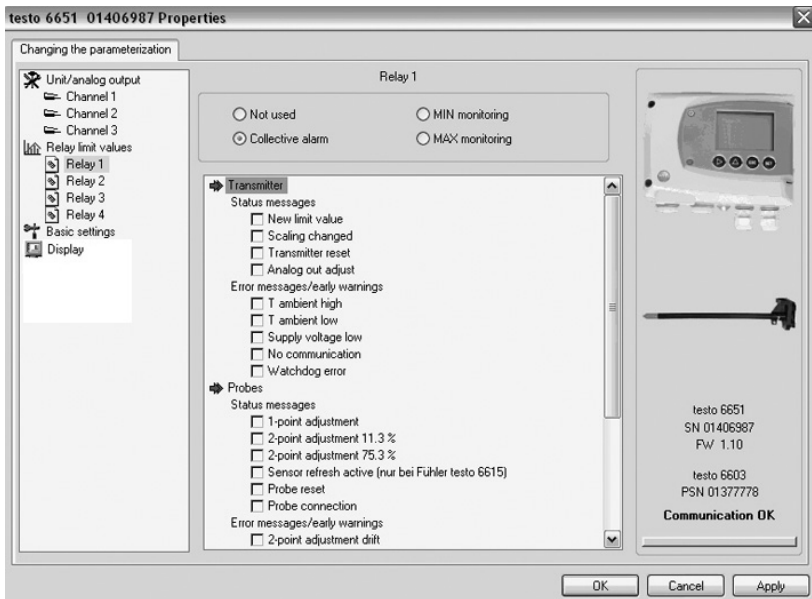 testo 6651 01406987 Properties
Changing the parameterization
Unit/analog output
Channel 1
Channel 2
Channel 3
Relay limit values
Relay 1
Relay 2
Relay 3
Relay 4
Basic settings
Display
Relay 1
Not used
MIN monitoring
Collective alarm
MAX monitoring
Transmitter
Status messages
New limit value
Scaling changed
Transmitter reset
Analog out adjust
Error messages/early warnings
T ambient high
T ambient low
Supply voltage low
No communication
Watchdog error
Probes
Status messages
1-point adjustment
2-point adjustment 11.3 %
2-point adjustment 75.3 %
Sensor refresh active (nur bei Fühler testo 6615)
Probe reset
Probe connection
Error messages/early warnings
2-point adjustment drift
testo 6651
SN 01406987
FW 1.10
testo 6603
PSN 01377778
Communication OK
OK
Cancel
Apply